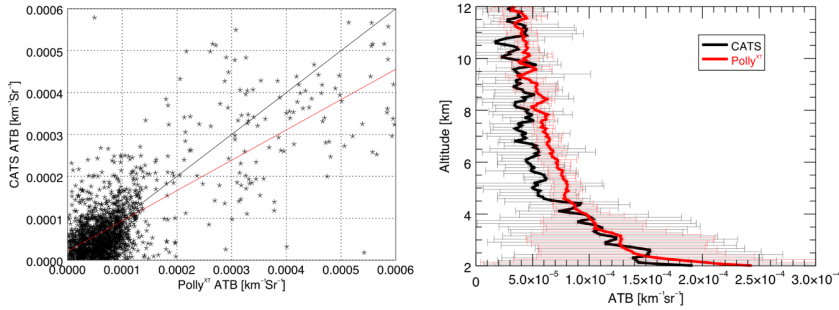 0.0006
0.0005
0.0004
0.0003
0.0002
0.0001
0.0000
CATS ATB [km⁻¹Sr⁻¹]
0.0000 0.0001 0.0002 0.0003 0.0004 0.0005 0.0006
Polly^XT ATB [km⁻¹Sr⁻¹]
12
10
8
6
4
2
Altitude [km]
CATS
Polly^XT
0 5.0×10⁻⁵ 1.0×10⁻⁴ 1.5×10⁻⁴ 2.0×10⁻⁴ 2.5×10⁻⁴ 3.0×10⁻⁴
ATB [km⁻¹sr⁻¹]